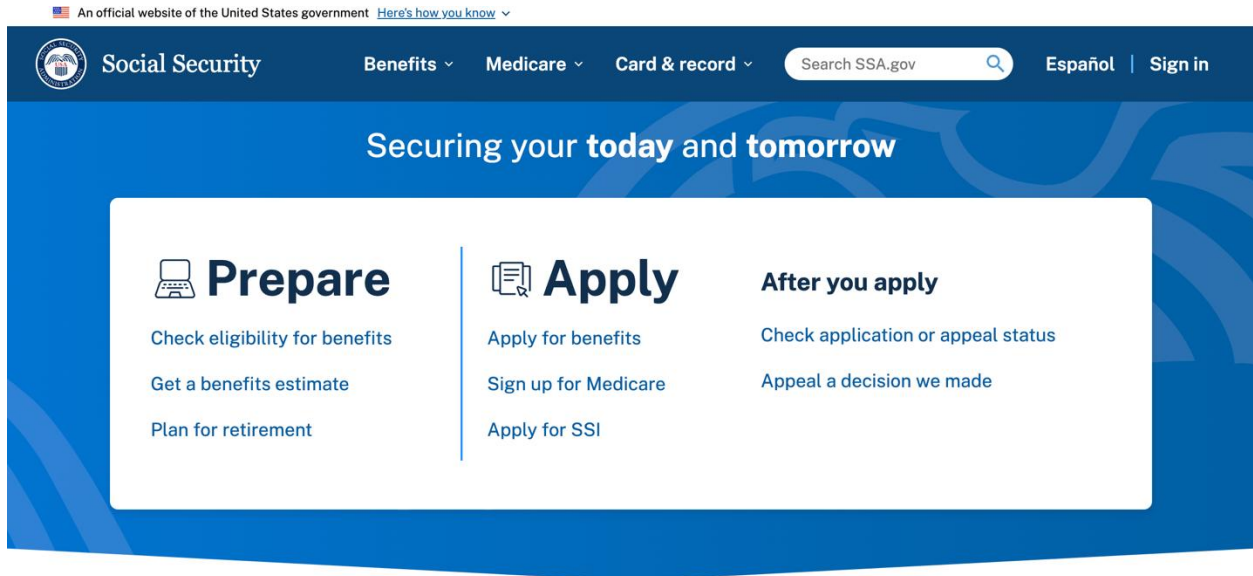 An official website of the United States government Here's how you know
Social Security Benefits Medicare Card & record Search SSA.gov Español | Sign in
Securing your today and tomorrow
Prepare
Check eligibility for benefits
Get a benefits estimate
Plan for retirement
Apply
Apply for benefits
Sign up for Medicare
Apply for SSI
After you apply
Check application or appeal status
Appeal a decision we made